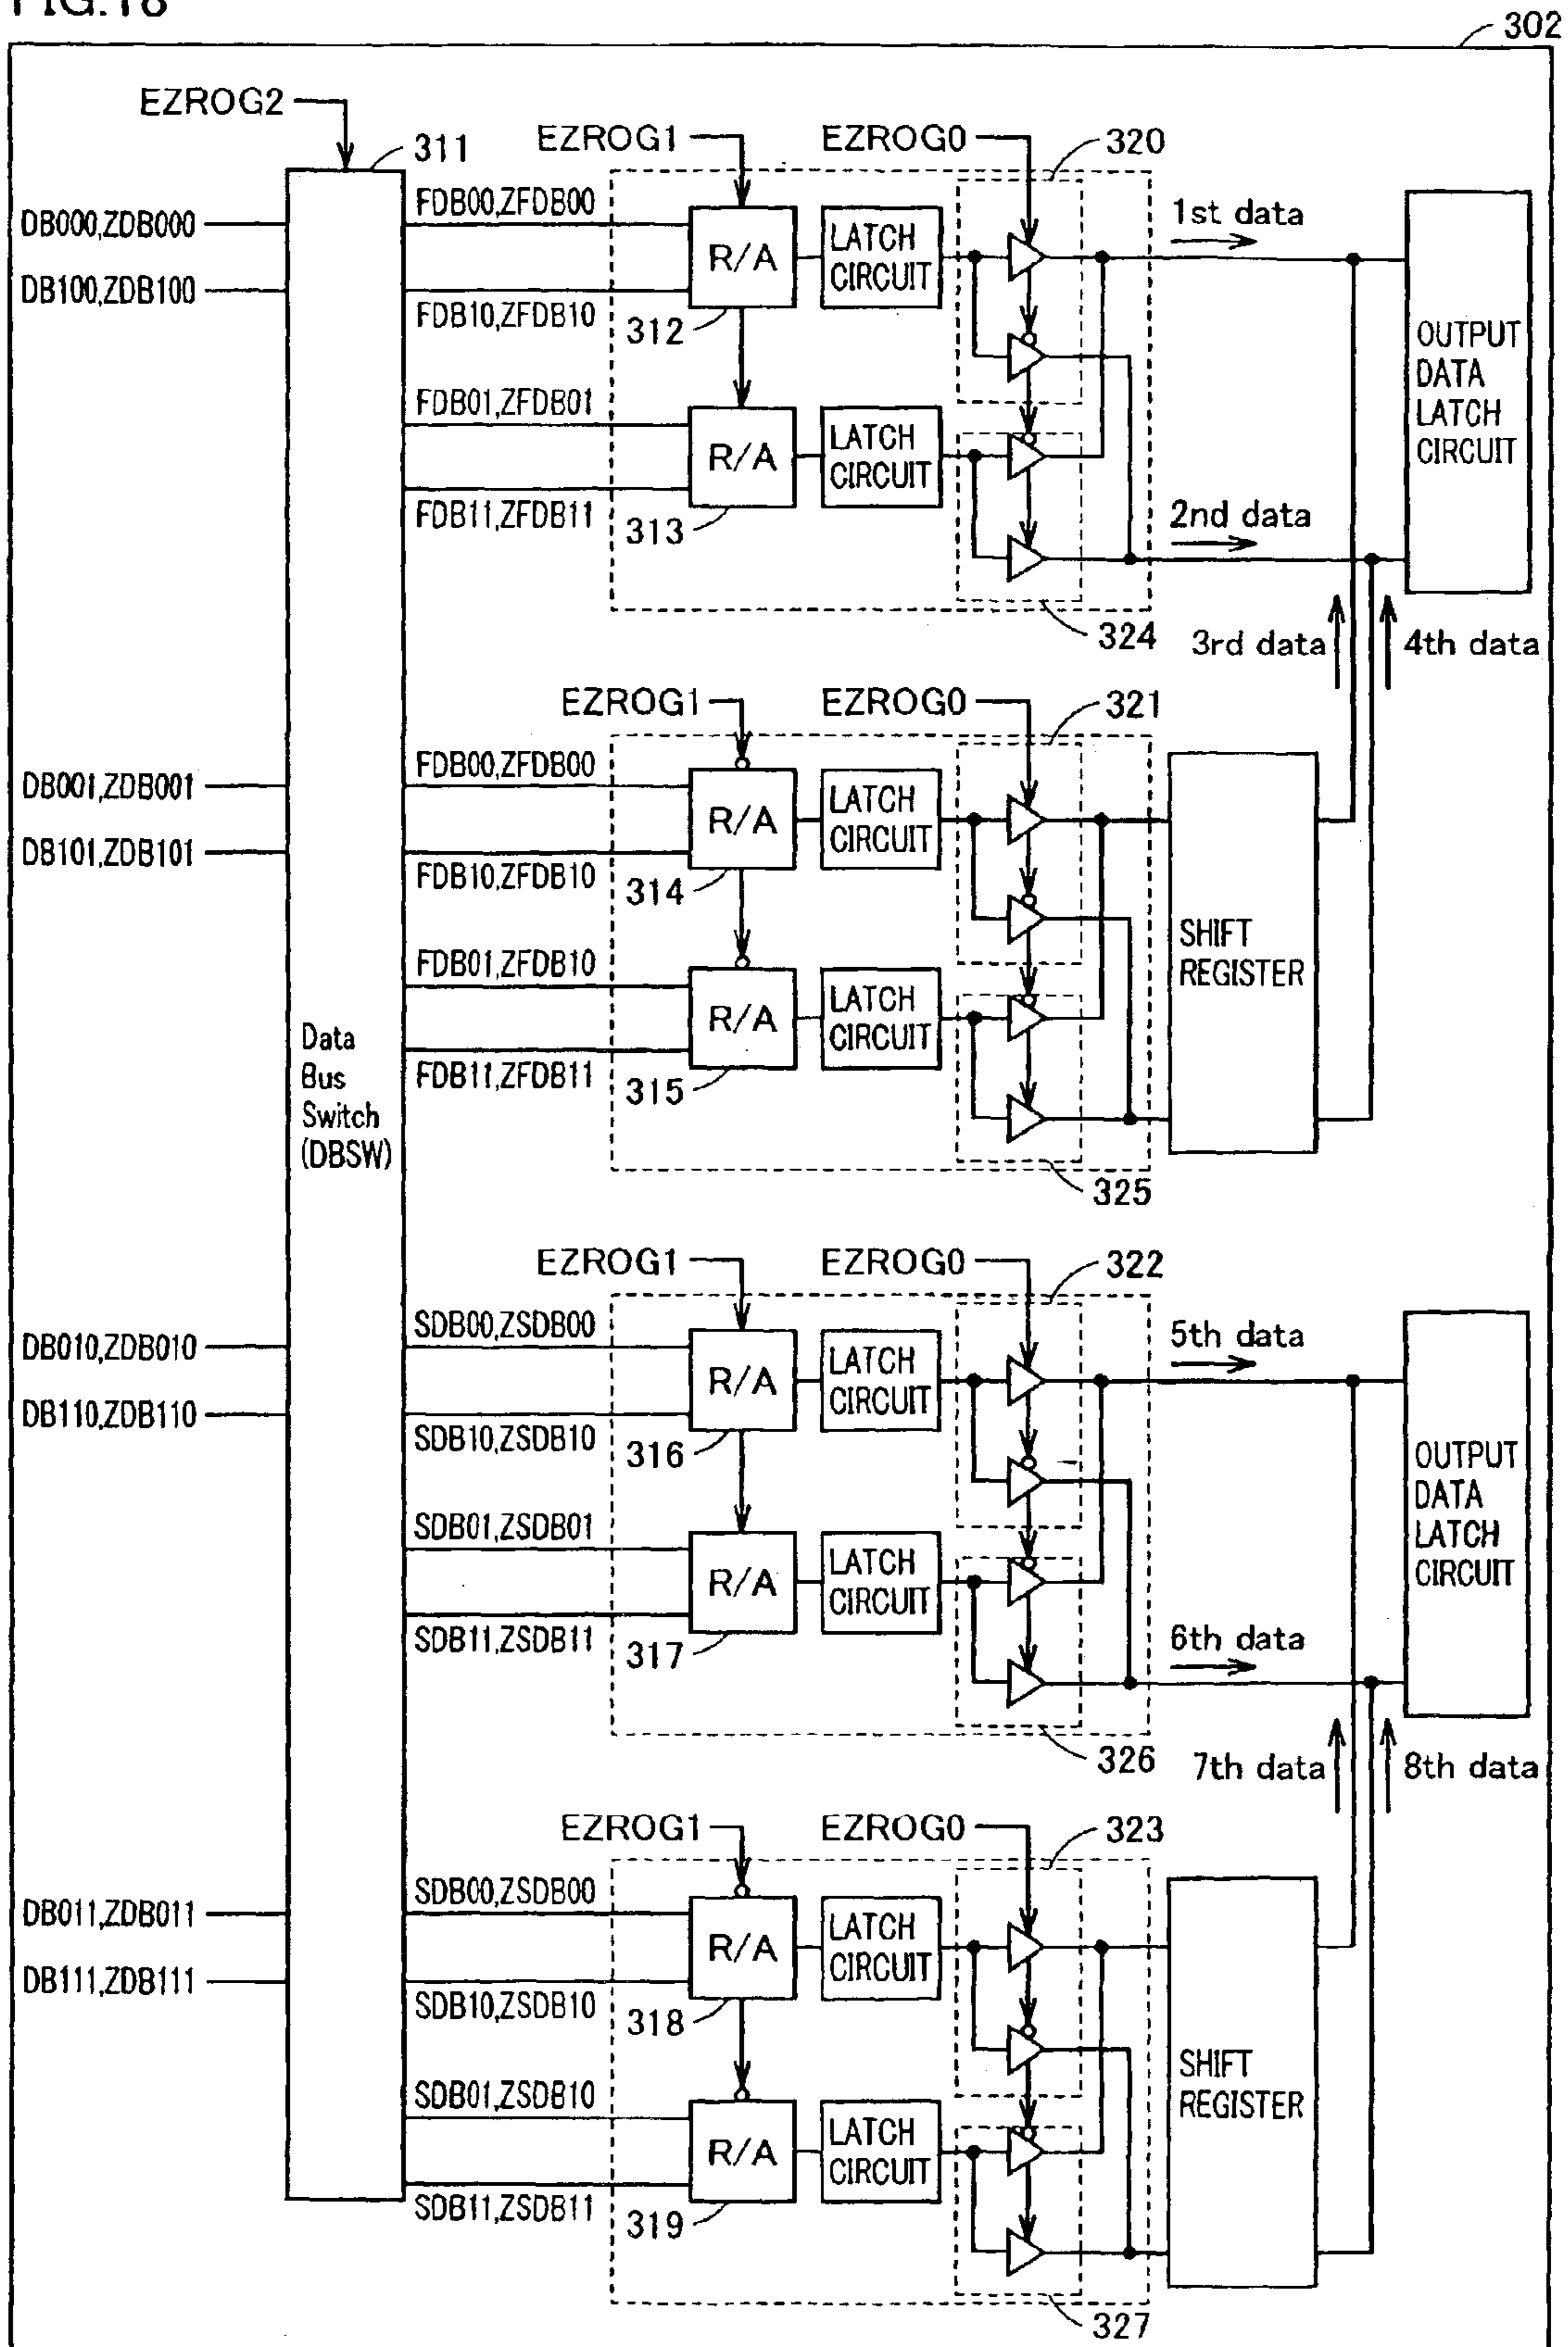 FIG.18
302
EZROG2
311
EZROG1
EZROG0
320
DB000,ZDB000
DB100,ZDB100
FDB00,ZFDB00
FDB10,ZFDB10
R/A
312
LATCH
CIRCUIT
1st data
FDB01,ZFDB01
FDB11,ZFDB11
R/A
313
LATCH
CIRCUIT
2nd data
324
OUTPUT
DATA
LATCH
CIRCUIT
3rd data
4th data
EZROG1
EZROG0
321
DB001,ZDB001
DB101,ZDB101
FDB00,ZFDB00
FDB10,ZFDB10
R/A
314
LATCH
CIRCUIT
FDB01,ZFDB10
FDB11,ZFDB11
R/A
315
LATCH
CIRCUIT
325
SHIFT
REGISTER
Data
Bus
Switch
(DBSW)
EZROG1
EZROG0
322
DB010,ZDB010
DB110,ZDB110
SDB00,ZSDB00
SDB10,ZSDB10
R/A
316
LATCH
CIRCUIT
5th data
SDB01,ZSDB01
SDB11,ZSDB11
R/A
317
LATCH
CIRCUIT
6th data
326
OUTPUT
DATA
LATCH
CIRCUIT
7th data
8th data
EZROG1
EZROG0
323
DB011,ZDB011
DB111,ZDB111
SDB00,ZSDB00
SDB10,ZSDB10
R/A
318
LATCH
CIRCUIT
SDB01,ZSDB10
SDB11,ZSDB11
R/A
319
LATCH
CIRCUIT
327
SHIFT
REGISTER